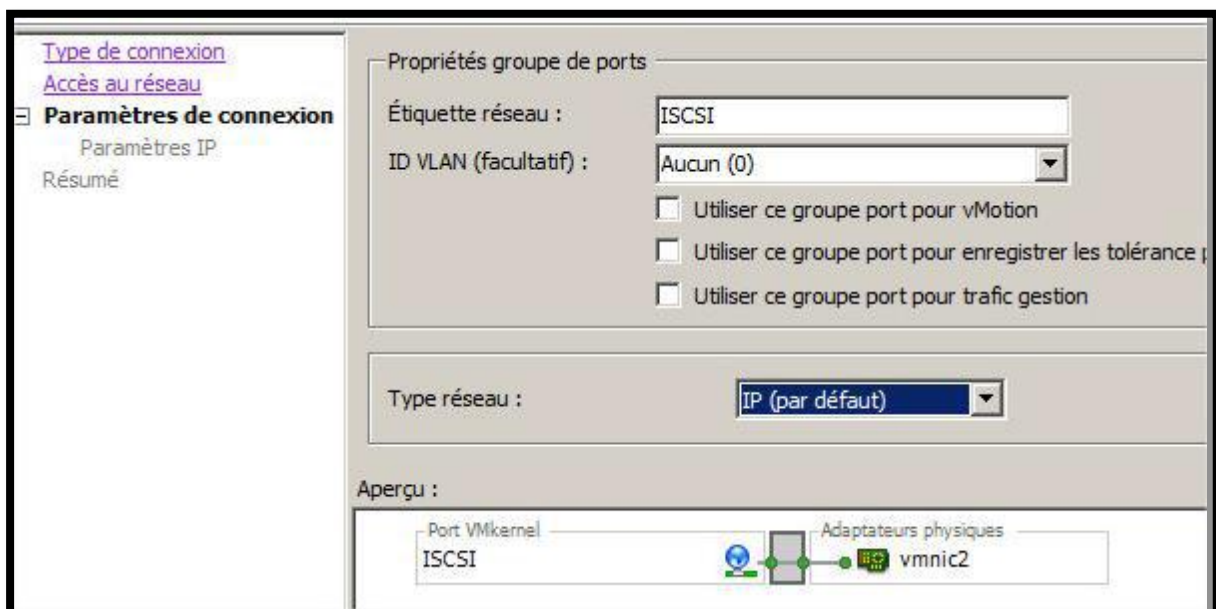 Type de connexion
Accès au réseau
Paramètres de connexion
Paramètres IP
Résumé
Propriétés groupe de ports
Étiquette réseau :
ISCSI
ID VLAN (facultatif) :
Aucun (0)
Utiliser ce groupe port pour vMotion
Utiliser ce groupe port pour enregistrer les tolérance
Utiliser ce groupe port pour trafic gestion
Type réseau :
IP (par défaut)
Aperçu :
Port VMkernel
ISCSI
Adaptateurs physiques
vmnic2